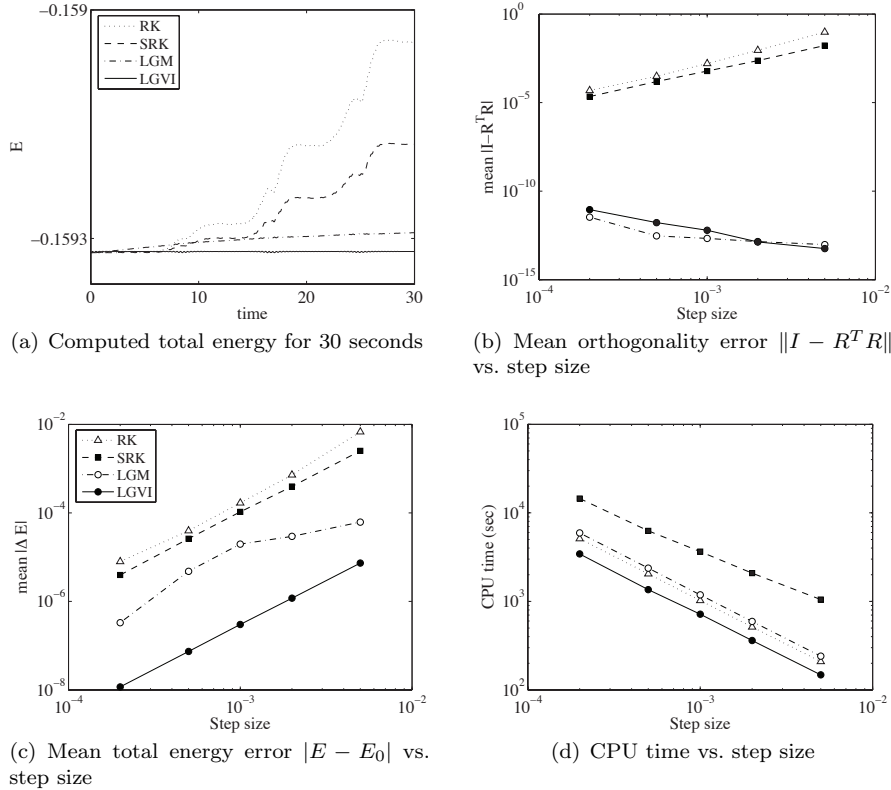 −0.159
RK
SRK
LGM
LGVI
E
−0.1593
0 10 20 30
time
(a) Computed total energy for 30 seconds
10^0
10^−5
10^−10
10^−15
mean |I−R^TR|
10^−4 10^−3 10^−2
Step size
(b) Mean orthogonality error ‖I − R^T R‖
vs. step size
10^−2
10^−4
10^−6
10^−8
RK
SRK
LGM
LGVI
mean |Δ E|
10^−4 10^−3 10^−2
Step size
(c) Mean total energy error |E − E_0| vs.
step size
10^5
10^4
10^3
10^2
CPU time (sec)
10^−4 10^−3 10^−2
Step size
(d) CPU time vs. step size